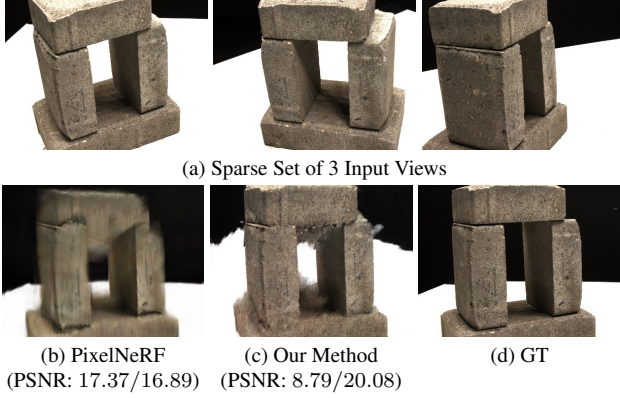 (a) Sparse Set of 3 Input Views
(b) PixelNeRF
(PSNR: 17.37/16.89)
(c) Our Method
(PSNR: 8.79/20.08)
(d) GT